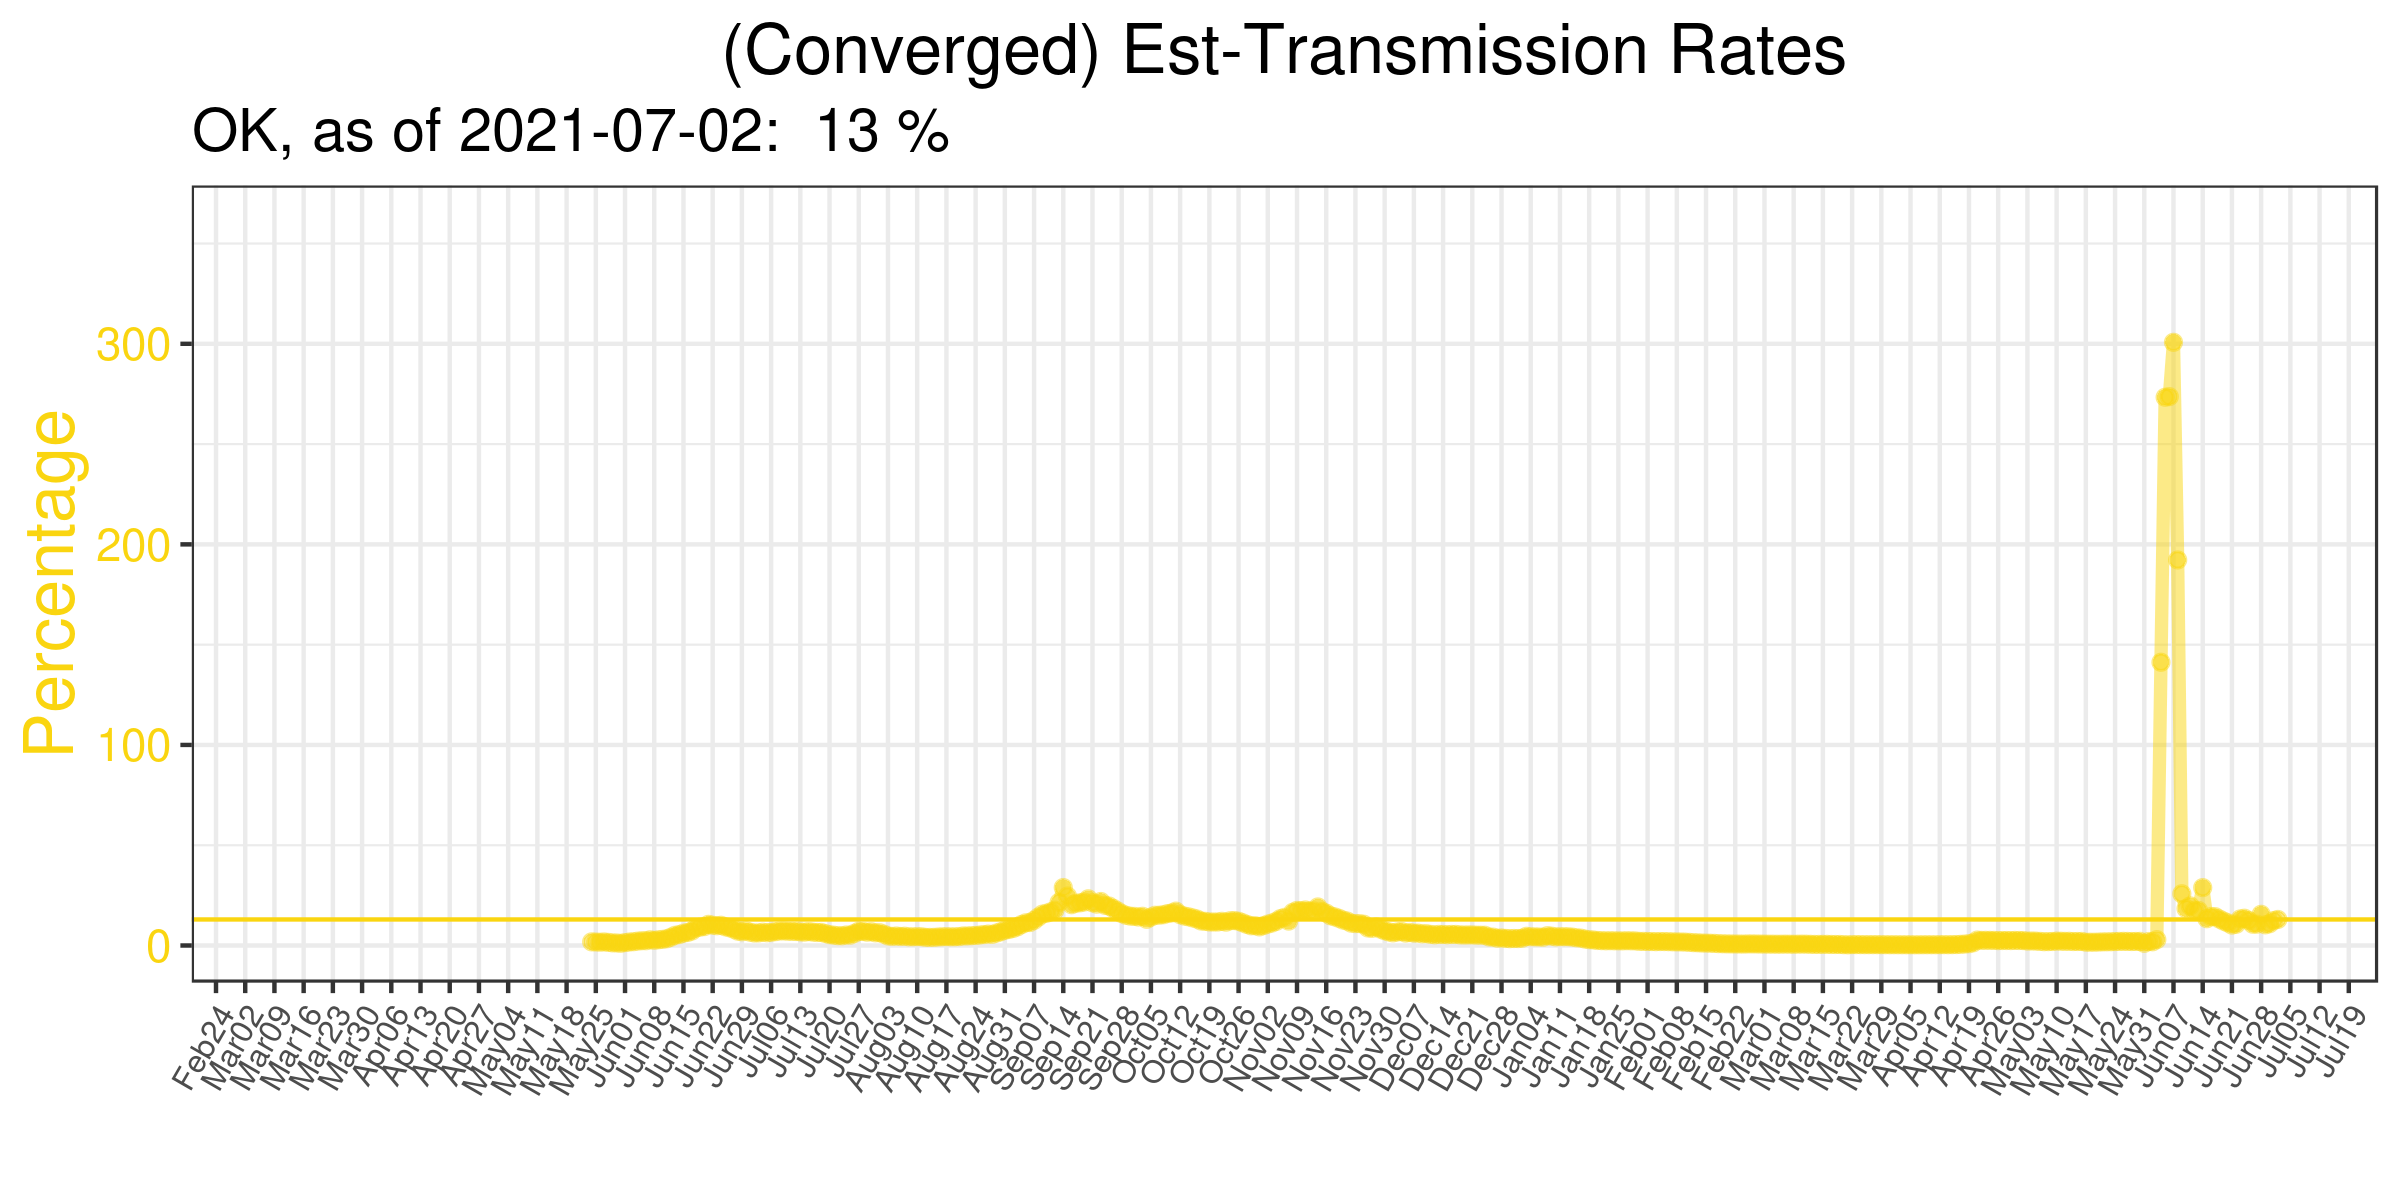 (Converged) Est-Transmission Rates
OK, as of 2021-07-02:  13 %
Percentage
300
200
100
0
Feb24
Mar02
Mar09
Mar16
Mar23
Mar30
Apr06
Apr13
Apr20
Apr27
May04
May11
May18
May25
Jun01
Jun08
Jun15
Jun22
Jun29
Jul06
Jul13
Jul20
Jul27
Aug03
Aug10
Aug17
Aug24
Aug31
Sep07
Sep14
Sep21
Sep28
Oct05
Oct12
Oct19
Oct26
Nov02
Nov09
Nov16
Nov23
Nov30
Dec07
Dec14
Dec21
Dec28
Jan04
Jan11
Jan18
Jan25
Feb01
Feb08
Feb15
Feb22
Mar01
Mar08
Mar15
Mar22
Mar29
Apr05
Apr12
Apr19
Apr26
May03
May10
May17
May24
May31
Jun07
Jun14
Jun21
Jun28
Jul05
Jul12
Jul19